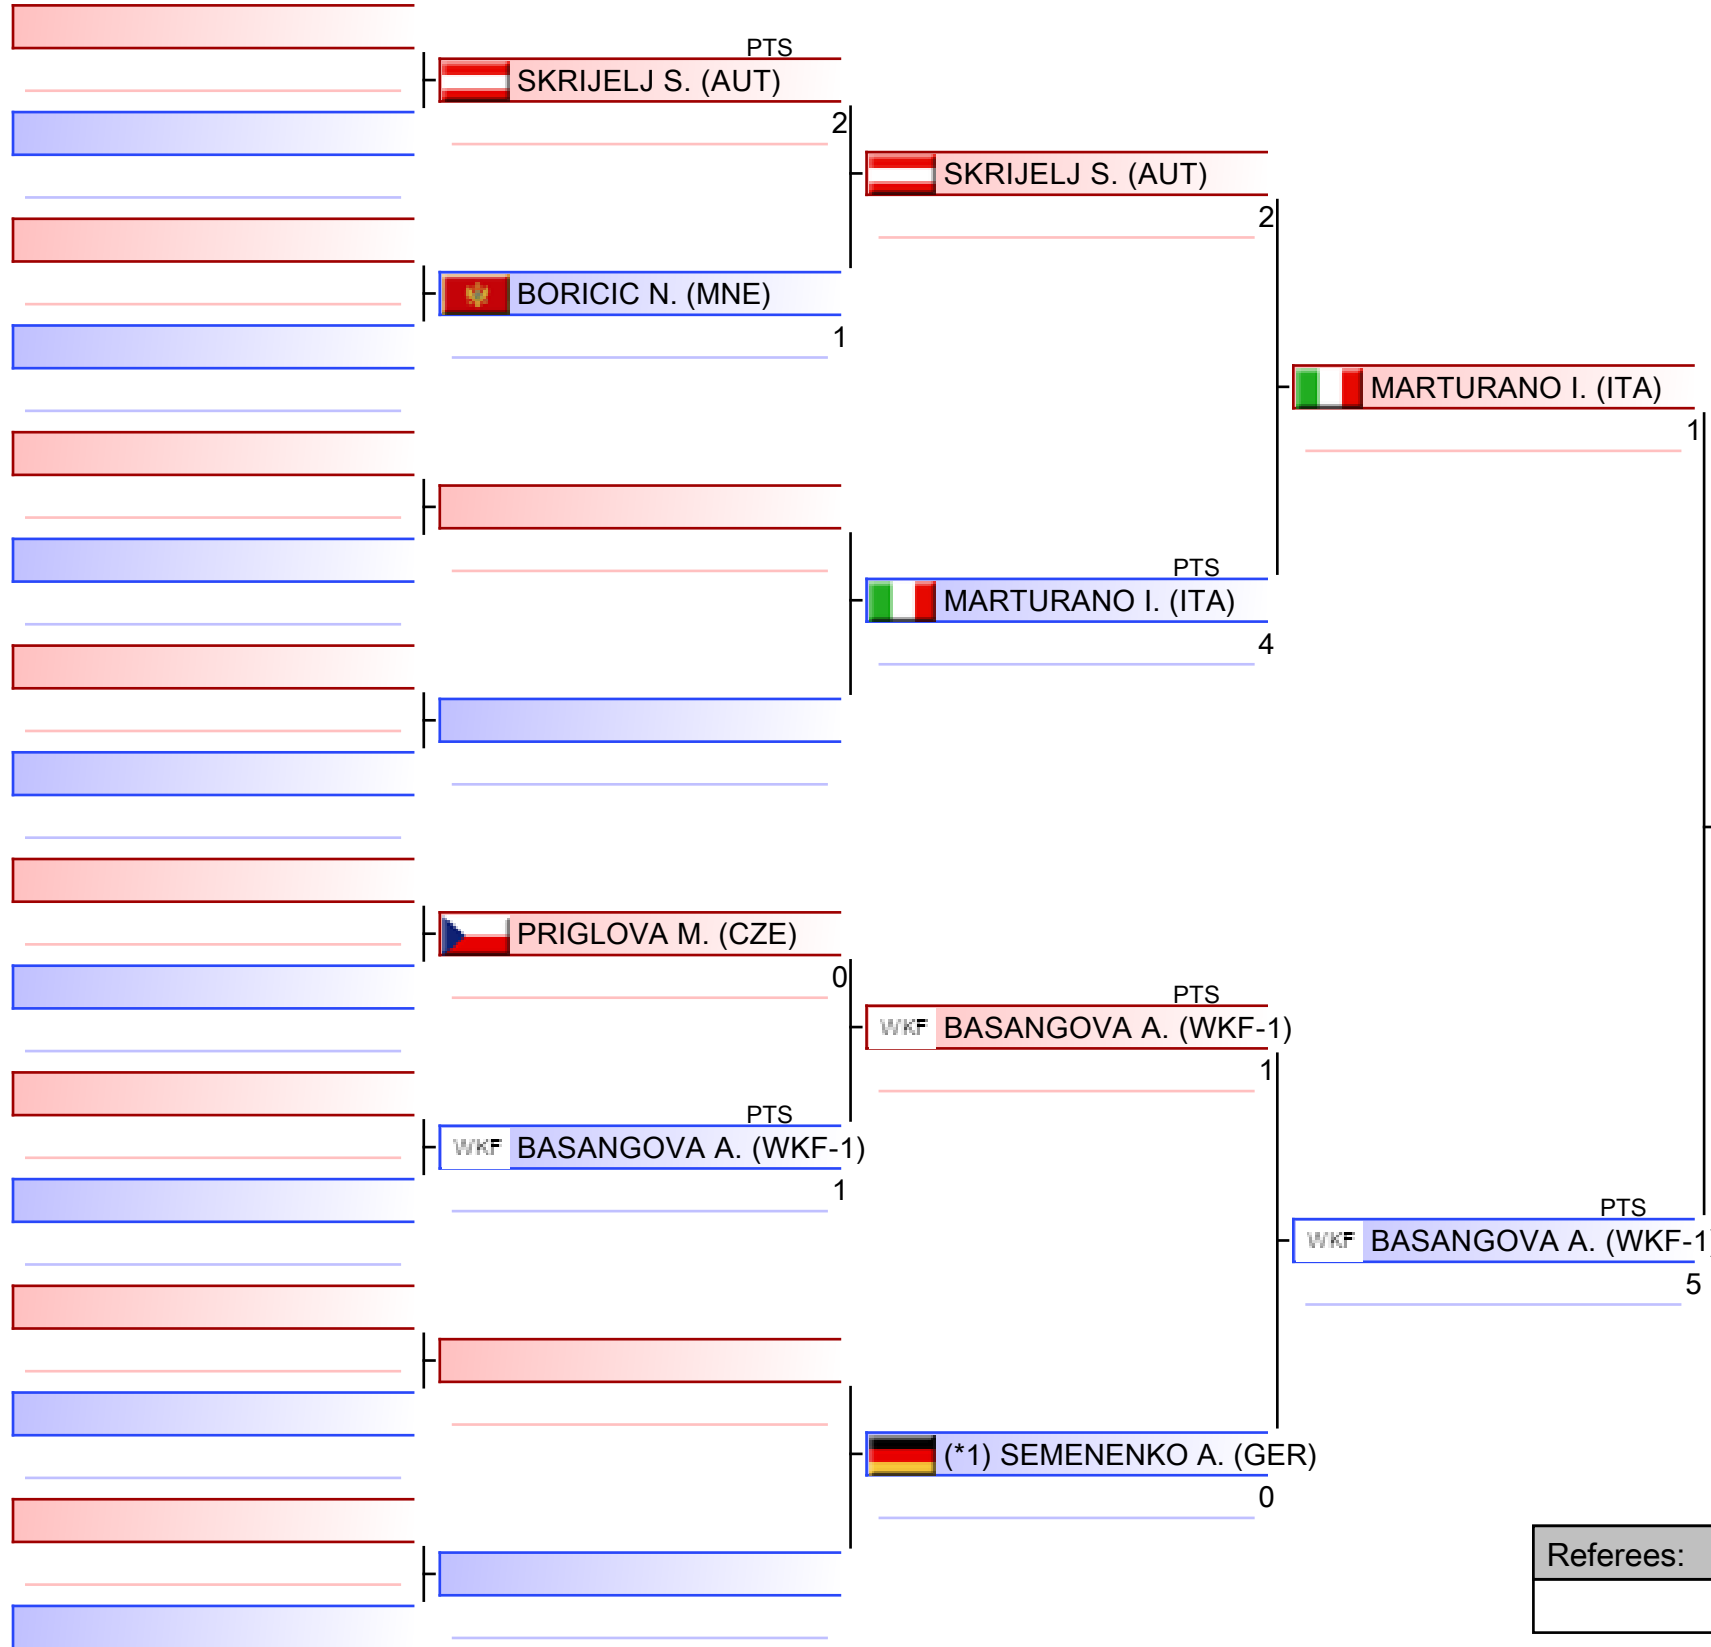 PTS
SKRIJELJ S. (AUT)
2
SKRIJELJ S. (AUT)
2
BORICIC N. (MNE)
1
MARTURANO I. (ITA)
1
PTS
MARTURANO I. (ITA)
4
PRIGLOVA M. (CZE)
0
PTS
WKF BASANGOVA A. (WKF-1)
1
PTS
WKF BASANGOVA A. (WKF-1)
1
PTS
WKF BASANGOVA A. (WKF-1)
5
(*1) SEMENENKO A. (GER)
0
Referees: